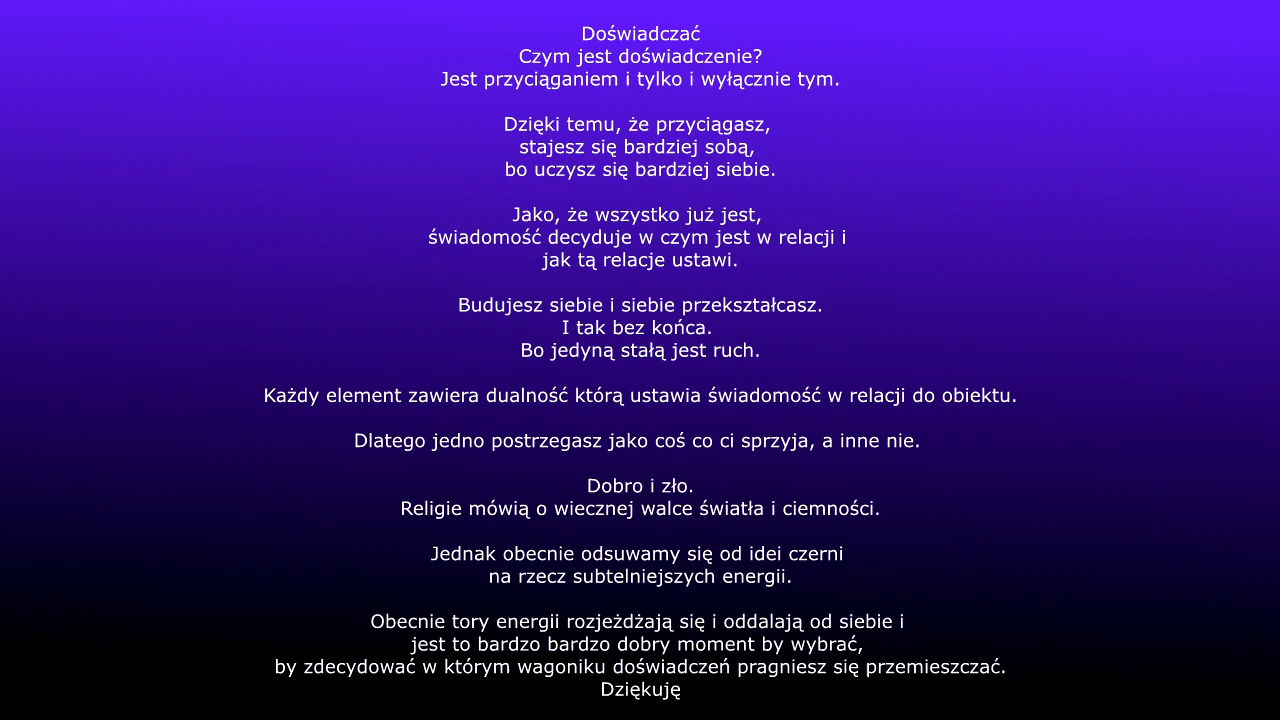 Doświadczać
Czym jest doświadczenie?
Jest przyciąganiem i tylko i wyłącznie tym.
Dzięki temu, że przyciągasz,
stajesz się bardziej sobą,
bo uczysz się bardziej siebie.
Jako, że wszystko już jest,
świadomość decyduje w czym jest w relacji i
jak tą relacje ustawi.
Budujesz siebie i siebie przekształcasz.
I tak bez końca.
Bo jedyną stałą jest ruch.
Każdy element zawiera dualność którą ustawia świadomość w relacji do obiektu.
Dlatego jedno postrzegasz jako coś co ci sprzyja, a inne nie.
Dobro i zło.
Religie mówią o wiecznej walce światła i ciemności.
Jednak obecnie odsuwamy się od idei czerni
na rzecz subtelniejszych energii.
Obecnie tory energii rozjeżdżają się i oddalają od siebie i
jest to bardzo bardzo dobry moment by wybrać,
by zdecydować w którym wagoniku doświadczeń pragniesz się przemieszczać.
Dziękuję